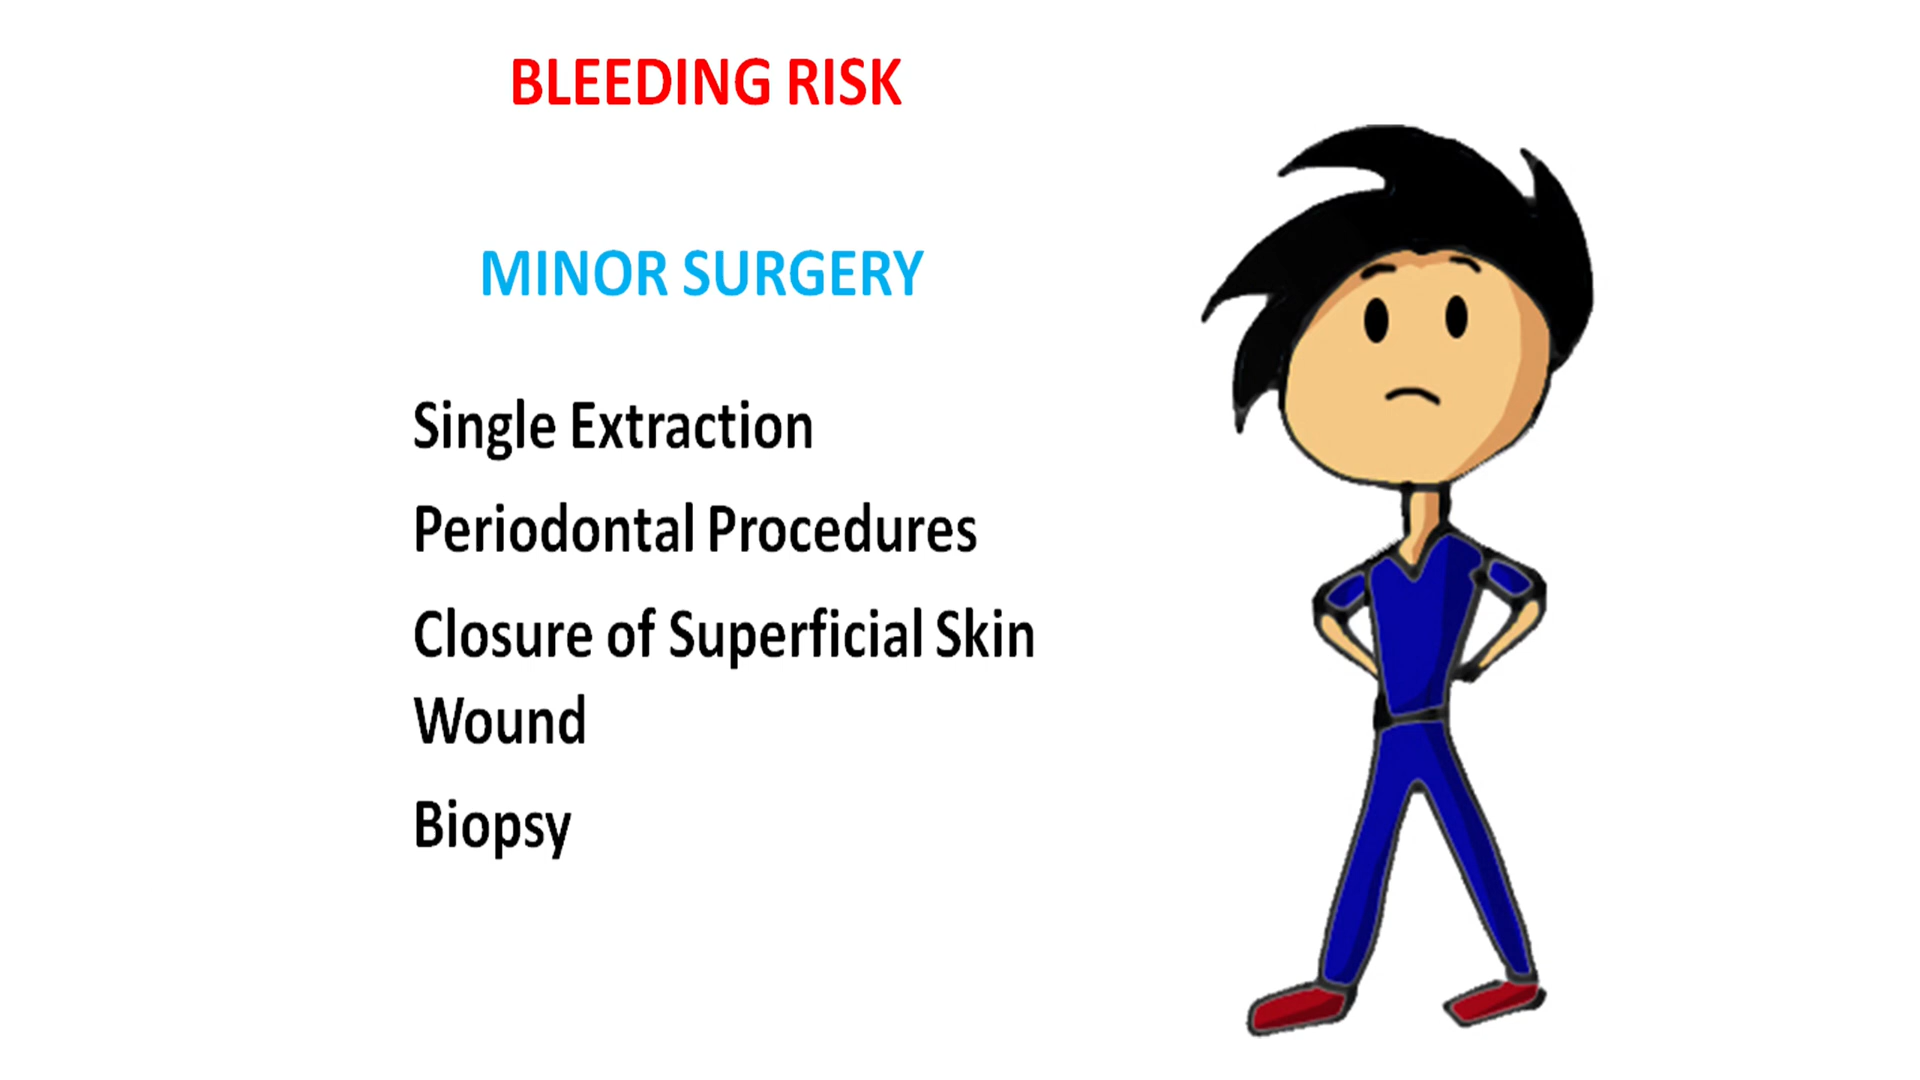 BLEEDING RISK
MINOR SURGERY
Single Extraction
Periodontal Procedures
Closure of Superficial Skin
Wound
Biopsy